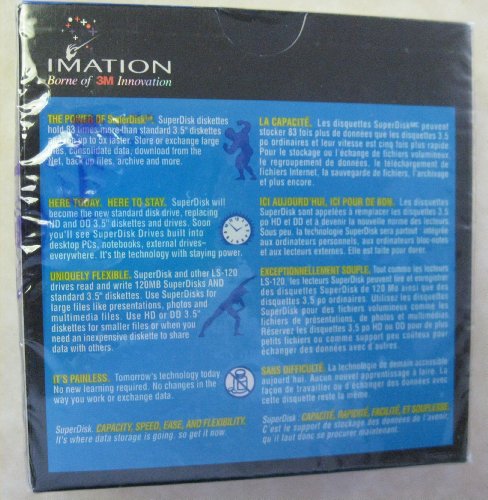 IMATION
Borne of 3M Innovation
THE POWER OF SuperDisk℠. SuperDisk diskettes
hold 83 times more than standard 3.5" diskettes
and are up to 5x faster. Store or exchange large
files, consolidate data, download from the
Net, back up files, archive and more.
HERE TODAY. HERE TO STAY. SuperDisk will
become the new standard disk drive, replacing
HD and DD 3.5" diskettes and drives. Soon
you'll see SuperDisk Drives built into
desktop PCs, notebooks, external drives–
everywhere. It's the technology with staying power.
UNIQUELY FLEXIBLE. SuperDisk and other LS-120
drives read and write 120MB SuperDisks AND
standard 3.5" diskettes. Use SuperDisks for
large files like presentations, photos and
multimedia files. Use HD or DD 3.5"
diskettes for smaller files or when you
need an inexpensive diskette to share
data with others.
IT'S PAINLESS. Tomorrow's technology today.
No new learning required. No changes in the
way you work or exchange data.
SuperDisk. CAPACITY, SPEED, EASE, AND FLEXIBILITY.
It's where data storage is going, so get it now.
LA CAPACITÉ. Les disquettes SuperDisk peuvent
stocker 83 fois plus de données que les disquettes 3.5
po ordinaires et leur vitesse est cinq fois plus rapide
Pour le stockage ou l'échange de fichiers volumineux
le regroupement de données, le téléchargement de
fichiers Internet, la sauvegarde de fichiers, l'archivage
et plus encore.
ICI AUJOURD'HUI, ICI POUR DE BON. Les disquettes
SuperDisk sont appelées à remplacer les disquettes 3.5
po HD et DD et à devenir la nouvelle norme des lecteurs.
Sous peu, la technologie SuperDisk sera partout : intégrée
aux ordinateurs personnels, aux ordinateurs bloc-notes
et aux lecteurs externes. Elle est faite pour durer.
EXCEPTIONNELLEMENT SOUPLE. Tout comme les lecteurs
LS-120, les lecteurs SuperDisk peuvent lire et enregistrer
des disquettes SuperDisk de 120 Mo ainsi que des
disquettes 3.5 po ordinaires. Utilisez les disquettes
SuperDisk pour des fichiers volumineux comme les
fichiers de présentations, de photos, et multimédias.
Réservez les disquettes 3.5 po HD ou DD pour de plus
petits fichiers ou comme support peu coûteux pour
échanger des données avec d'autres.
SANS DIFFICULTÉ. La technologie de demain accessible
aujourd'hui. Aucun nouvel apprentissage à faire. La
façon de travailler ou d'échanger des données avec
cette disquette reste la même.
SuperDisk. CAPACITÉ, RAPIDITÉ, FACILITÉ, ET SOUPLESSE.
C'est le support de stockage des données de l'avenir,
qu'il faut donc se procurer maintenant.